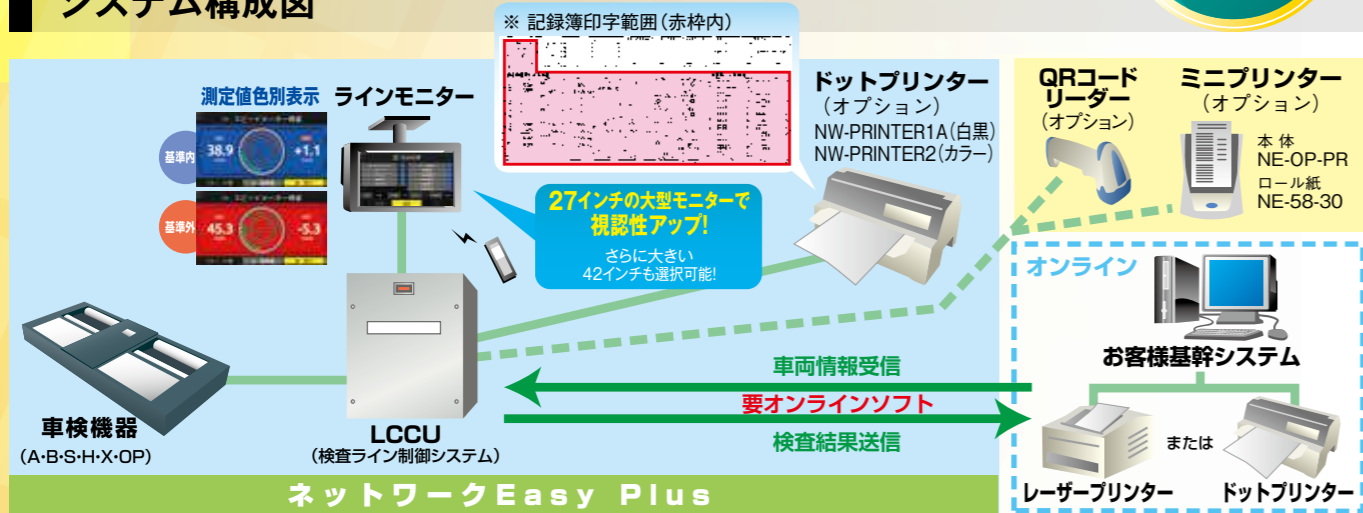 システム構成図
※ 記録簿印字範囲(赤枠内)
測定値色別表示
ラインモニター
基準内
38.9
+1.1
基準外
45.3
-5.3
27インチの大型モニターで
視認性アップ!
さらに大きい
42インチも選択可能!
ドットプリンター
(オプション)
NW-PRINTER1A(白黒)
NW-PRINTER2(カラー)
QRコード
リーダー
(オプション)
ミニプリンター
(オプション)
本 体
NE-OP-PR
ロール紙
NE-58-30
オンライン
お客様基幹システム
または
レーザープリンター
ドットプリンター
車両情報受信
要オンラインソフト
検査結果送信
車検機器
(A・B・S・H・X・OP)
LCCU
(検査ライン制御システム)
ネットワークEasy Plus